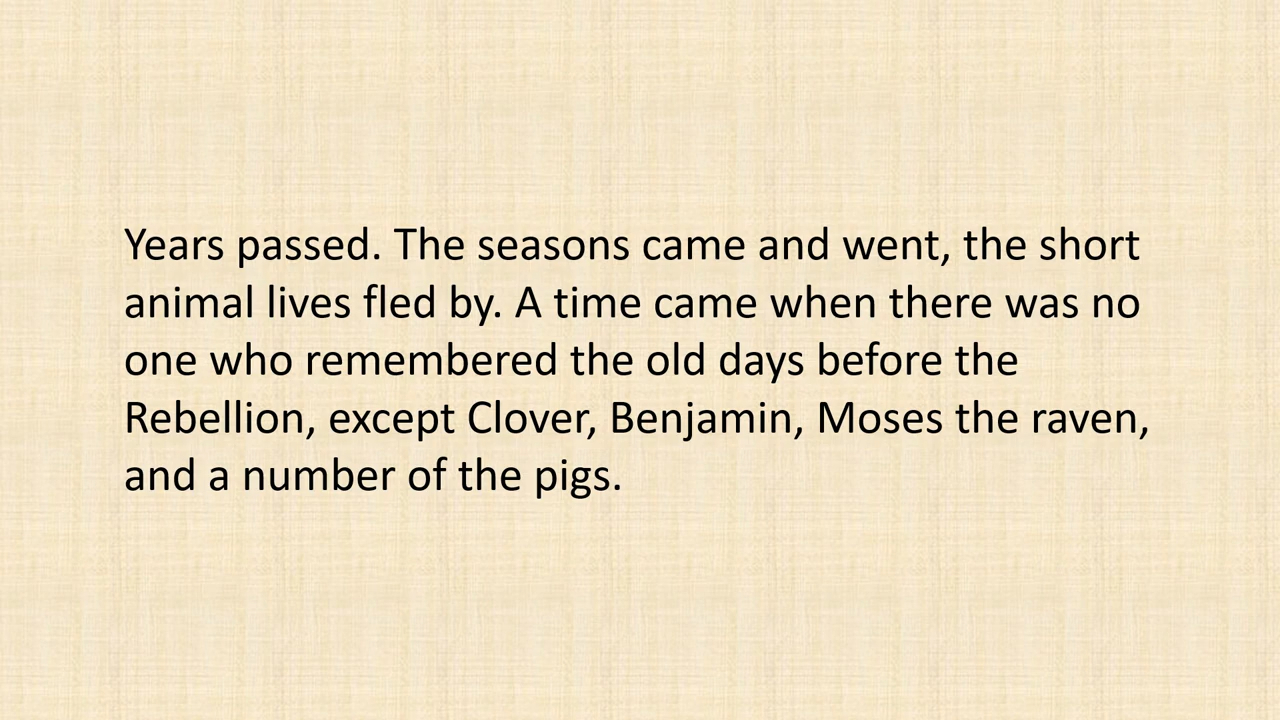 Years passed. The seasons came and went, the short
animal lives fled by. A time came when there was no
one who remembered the old days before the
Rebellion, except Clover, Benjamin, Moses the raven,
and a number of the pigs.